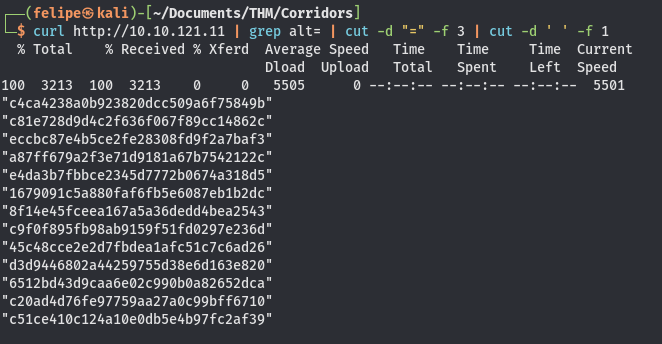 ┌──(felipe㉿kali)-[~/Documents/THM/Corridors]
└─$ curl http://10.10.121.11 | grep alt= | cut -d "=" -f 3 | cut -d ' ' -f 1
  % Total    % Received % Xferd  Average Speed   Time    Time     Time  Current
                                 Dload  Upload   Total   Spent    Left  Speed
100  3213  100  3213    0     0   5505      0 --:--:-- --:--:-- --:--:--  5501
"c4ca4238a0b923820dcc509a6f75849b"
"c81e728d9d4c2f636f067f89cc14862c"
"eccbc87e4b5ce2fe28308fd9f2a7baf3"
"a87ff679a2f3e71d9181a67b7542122c"
"e4da3b7fbbce2345d7772b0674a318d5"
"1679091c5a880faf6fb5e6087eb1b2dc"
"8f14e45fceea167a5a36dedd4bea2543"
"c9f0f895fb98ab9159f51fd0297e236d"
"45c48cce2e2d7fbdea1afc51c7c6ad26"
"d3d9446802a44259755d38e6d163e820"
"6512bd43d9caa6e02c990b0a82652dca"
"c20ad4d76fe97759aa27a0c99bff6710"
"c51ce410c124a10e0db5e4b97fc2af39"